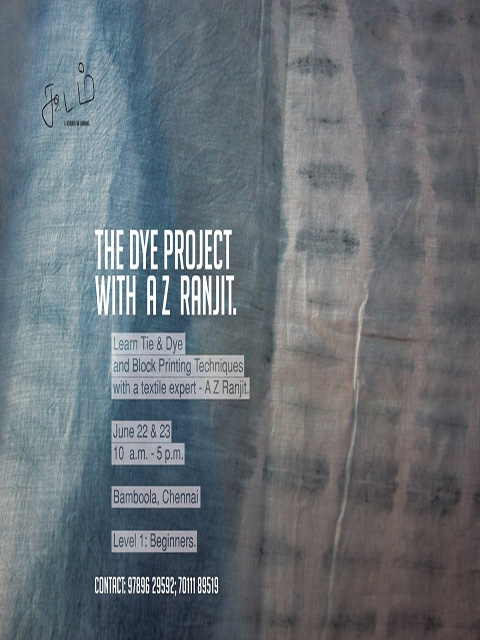 THE DYE PROJECT
WITH A Z RANJIT.
Learn Tie & Dye
and Block Printing Techniques
with a textile expert - A Z Ranjit.
June 22 & 23
10 a.m. - 5 p.m.
Bamboola, Chennai
Level 1: Beginners.
CONTACT: 97896 29592; 70111 89519